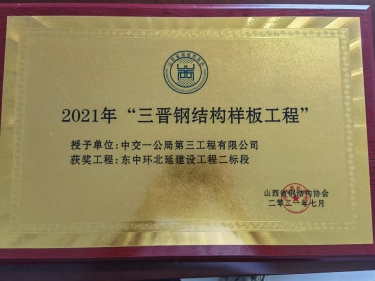 2021年“三晋钢结构样板工程”
授予单位:中交一公局第三工程有限公司
获奖工程:东中环北延建设工程二标段
山西省钢结构协会
二零二一年七月